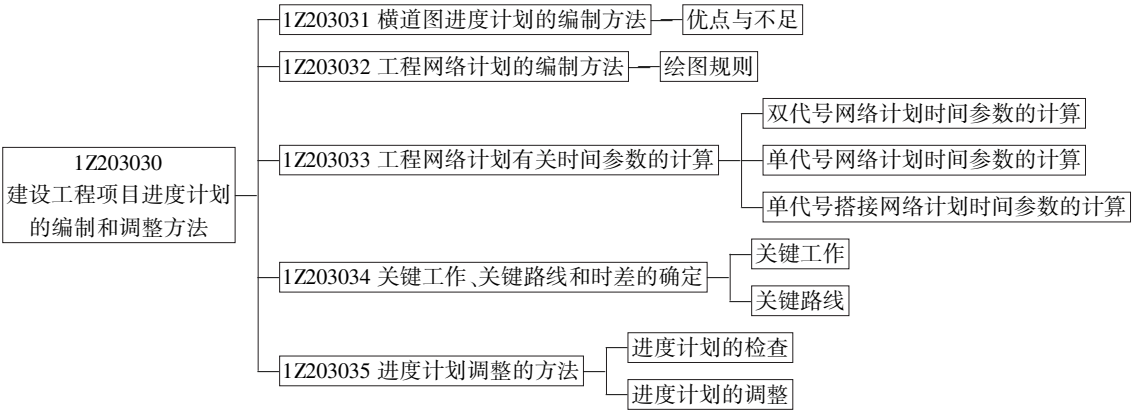 1Z203030
建设工程项目进度计划
的编制和调整方法
1Z203031 横道图进度计划的编制方法
优点与不足
1Z203032 工程网络计划的编制方法
绘图规则
1Z203033 工程网络计划有关时间参数的计算
双代号网络计划时间参数的计算
单代号网络计划时间参数的计算
单代号搭接网络计划时间参数的计算
1Z203034 关键工作、关键路线和时差的确定
关键工作
关键路线
1Z203035 进度计划调整的方法
进度计划的检查
进度计划的调整